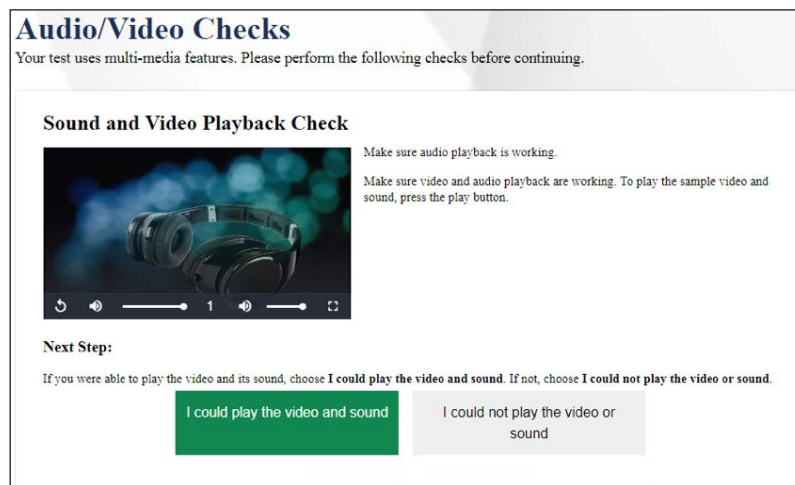 Audio/Video Checks
Your test uses multi-media features. Please perform the following checks before continuing.
Sound and Video Playback Check
Make sure audio playback is working.
Make sure video and audio playback are working. To play the sample video and
sound, press the play button.
1
Next Step:
If you were able to play the video and its sound, choose I could play the video and sound. If not, choose I could not play the video or sound.
I could play the video and sound
I could not play the video or
sound